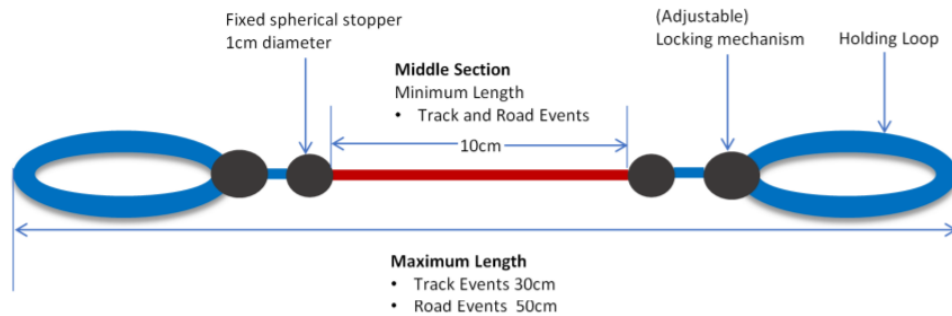 Fixed spherical stopper
1cm diameter
(Adjustable)
Locking mechanism
Holding Loop
Middle Section
Minimum Length
• Track and Road Events
10cm
Maximum Length
• Track Events 30cm
• Road Events 50cm